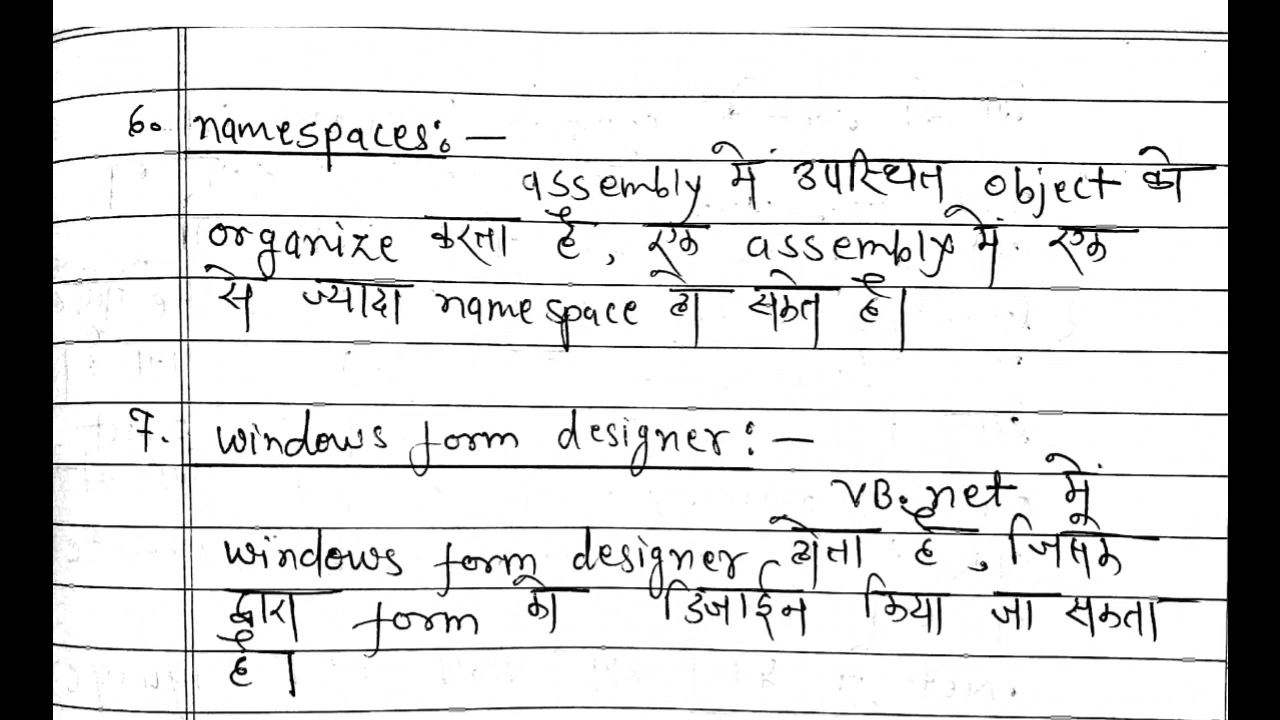 6. namespaces:—
assembly में उपस्थित object को
organize करता है, एक assembly में एक
से ज्यादा namespace हो सकते है।
7. windows form designer:—
VB.net में
windows form designer होता है, जिसके
द्वारा form को डिजाईन किया जा सकता
है।